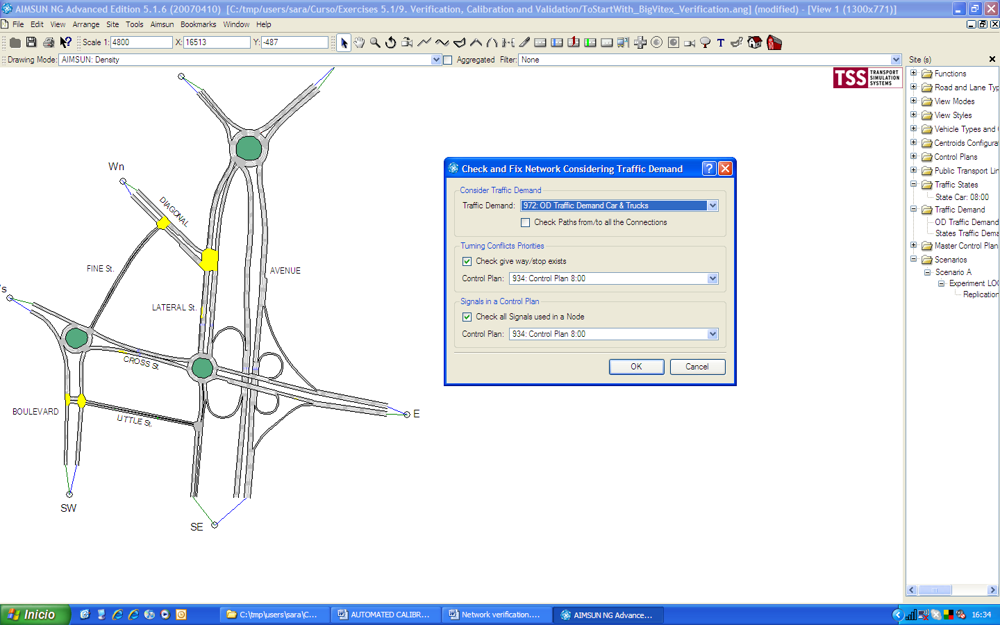 AIMSUN NG Advanced Edition 5.1.6 (20070410) [C:/tmp/users/sara/Curso/Exercises 5.1/9. Verification, Calibration and Validation/ToStartWith_BigVitex_Verification.ang] (modified) - [View 1 (1300x771)]
File Edit View Arrange Site Tools Aimsun Bookmarks Window Help
Scale 1: 4800 X: 16513 Y: -487
Drawing Mode: AIMSUN: Density Aggregated Filter: None
Site (s)
TSS TRANSPORT SIMULATION SYSTEMS
Functions
Road and Lane Typ
View Modes
View Styles
Vehicle Types and
Centroids Configura
Control Plans
Public Transport Lin
Traffic States
State Car: 08:00
Traffic Demand
OD Traffic Demand
States Traffic Dema
Master Control Plan
Scenarios
Scenario A
Experiment LOC
Replication
Wn
DIAGONAL
FINE St.
AVENUE
s
LATERAL St.
CROSS St.
BOULEVARD
LITTLE St.
E
SW
SE
Check and Fix Network Considering Traffic Demand
Consider Traffic Demand
Traffic Demand: 972: OD Traffic Demand Car & Trucks
Check Paths from/to all the Connections
Turning Conflicts Priorities
Check give way/stop exists
Control Plan: 934: Control Plan 8:00
Signals in a Control Plan
Check all Signals used in a Node
Control Plan: 934: Control Plan 8:00
OK Cancel
Inicio
C:\tmp\users\sara\C...
AUTOMATED CALIBR...
Network verification....
AIMSUN NG Advance...
16:34